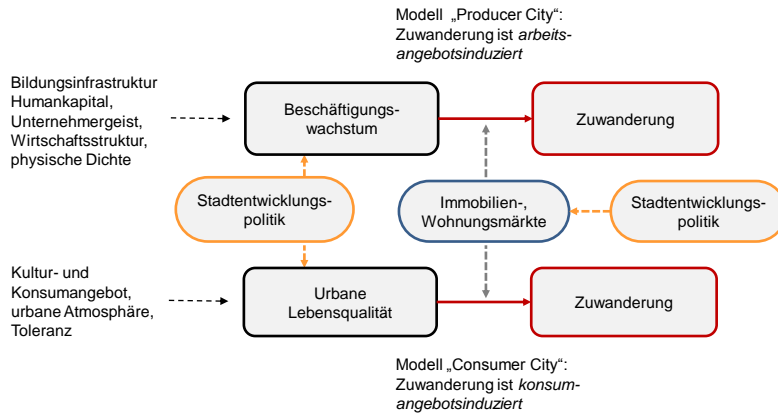 Modell „Producer City“:
Zuwanderung ist arbeits-
angebotsinduziert
Bildungsinfrastruktur
Humankapital,
Unternehmergeist,
Wirtschaftsstruktur,
physische Dichte
Beschäftigungs-
wachstum
Zuwanderung
Stadtentwicklungs-
politik
Immobilien-,
Wohnungsmärkte
Stadtentwicklungs-
politik
Kultur- und
Konsumangebot,
urbane Atmosphäre,
Toleranz
Urbane
Lebensqualität
Zuwanderung
Modell „Consumer City“:
Zuwanderung ist konsum-
angebotsinduziert